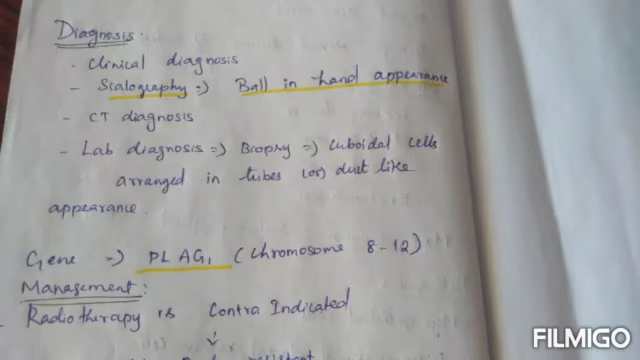 Diagnosis:
- Clinical diagnosis
- Sialography => Ball in hand appearance
- CT diagnosis
- Lab diagnosis => Biopsy => Cuboidal cells
arranged in tubes (or) duct like
appearance.
Gene => PLAG1 (Chromosome 8-12)
Management:
Radiotherapy is Contra Indicated
resistant
FILMIGO